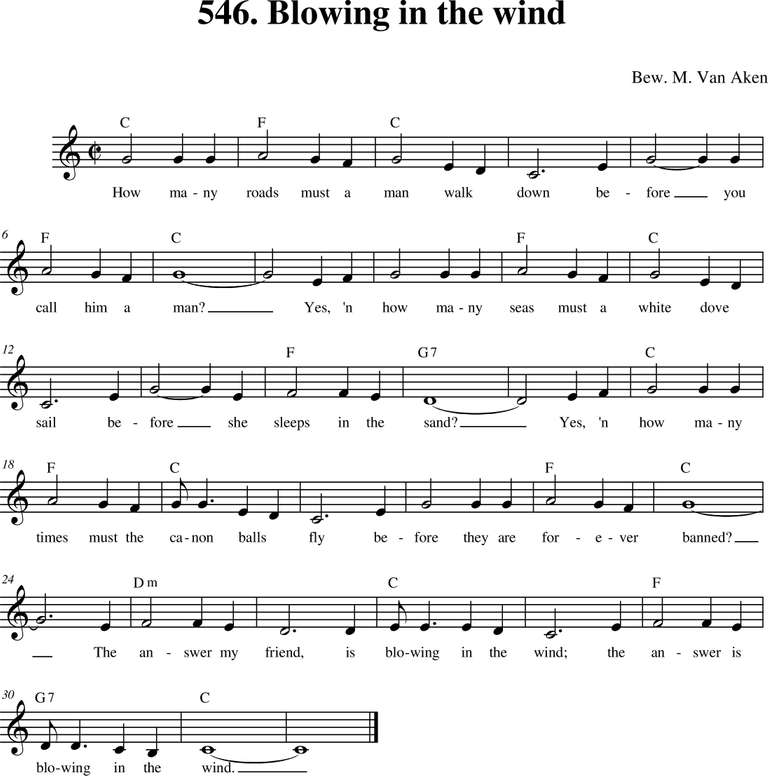 546. Blowing in the wind
Bew. M. Van Aken
C F C
How ma - ny roads must a man walk down be - fore you
6
F C F C
call him a man? Yes, 'n how ma - ny seas must a white dove
12
F G7 C
sail be - fore she sleeps in the sand? Yes, 'n how ma - ny
18
F C F C
times must the ca - non balls fly be - fore they are for - e - ver banned?
24
Dm C F
The an - swer my friend, is blo - wing in the wind; the an - swer is
30
G7 C
blo - wing in the wind.